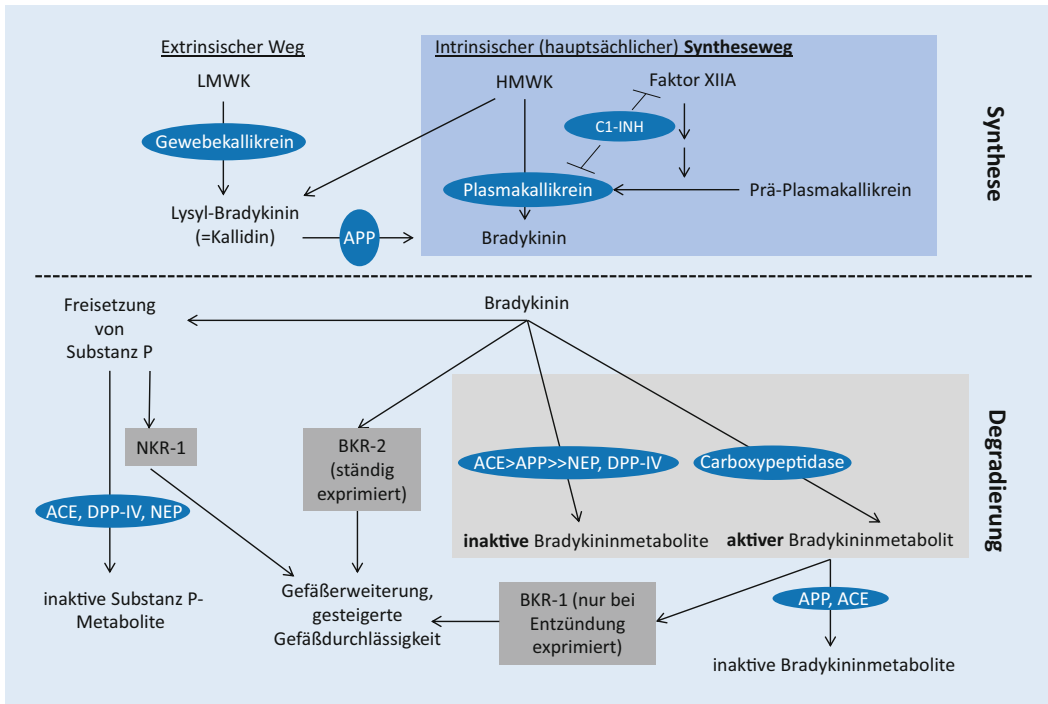 Extrinsischer Weg
LMWK
Gewebekallikrein
Lysyl-Bradykinin
(=Kallidin)
APP
Intrinsischer (hauptsächlicher) Syntheseweg
HMWK
Faktor XIIA
C1-INH
Plasmakallikrein
Prä-Plasmakallikrein
Bradykinin
Synthese
Bradykinin
Freisetzung
von
Substanz P
NKR-1
BKR-2
(ständig
exprimiert)
ACE>APP>>NEP, DPP-IV
Carboxypeptidase
ACE, DPP-IV, NEP
inaktive Bradykininmetabolite
aktiver Bradykininmetabolit
Degradierung
inaktive Substanz P-
Metabolite
Gefäßerweiterung,
gesteigerte
Gefäßdurchlässigkeit
BKR-1 (nur bei
Entzündung
exprimiert)
APP, ACE
inaktive Bradykininmetabolite